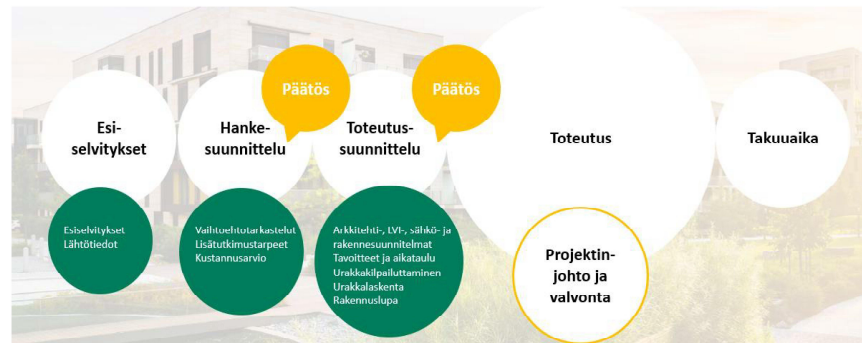 Päätös
Päätös
Esi-
selvitykset
Hanke-
suunnittelu
Toteutus-
suunnittelu
Toteutus
Takuuaika
Esiselvitykset
Lähtötiedot
Vaihtoehtotarkastelut
Lisätutkimustarpeet
Kustannusarvio
Arkkitehti-, LVI-, sähkö- ja
rakennesuunnitelmat
Tavoitteet ja aikataulu
Urakkakilpailuttaminen
Urakkalaskenta
Rakennuslupa
Projektin-
johto ja
valvonta